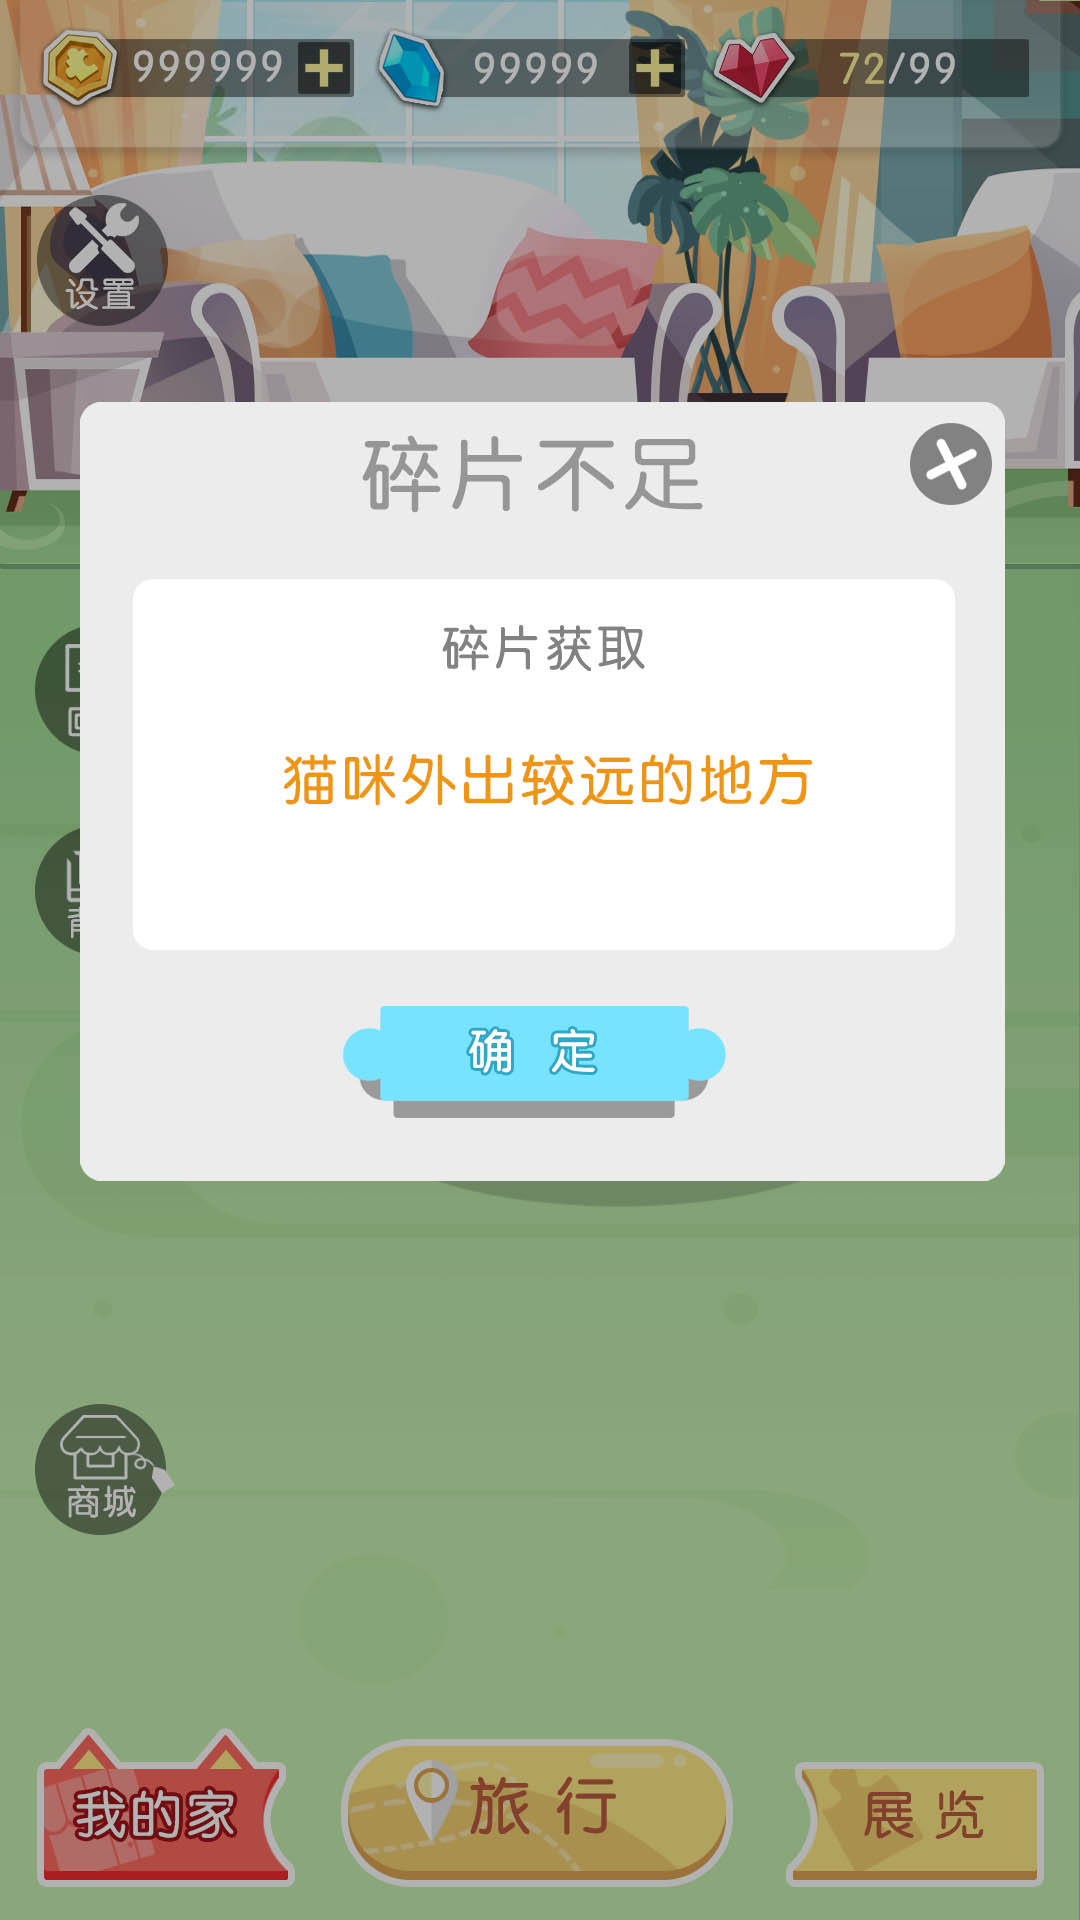 999999
99999
72/99
设置
碎片不足
碎片获取
猫咪外出较远的地方
确 定
商城
我的家
旅 行
展 览